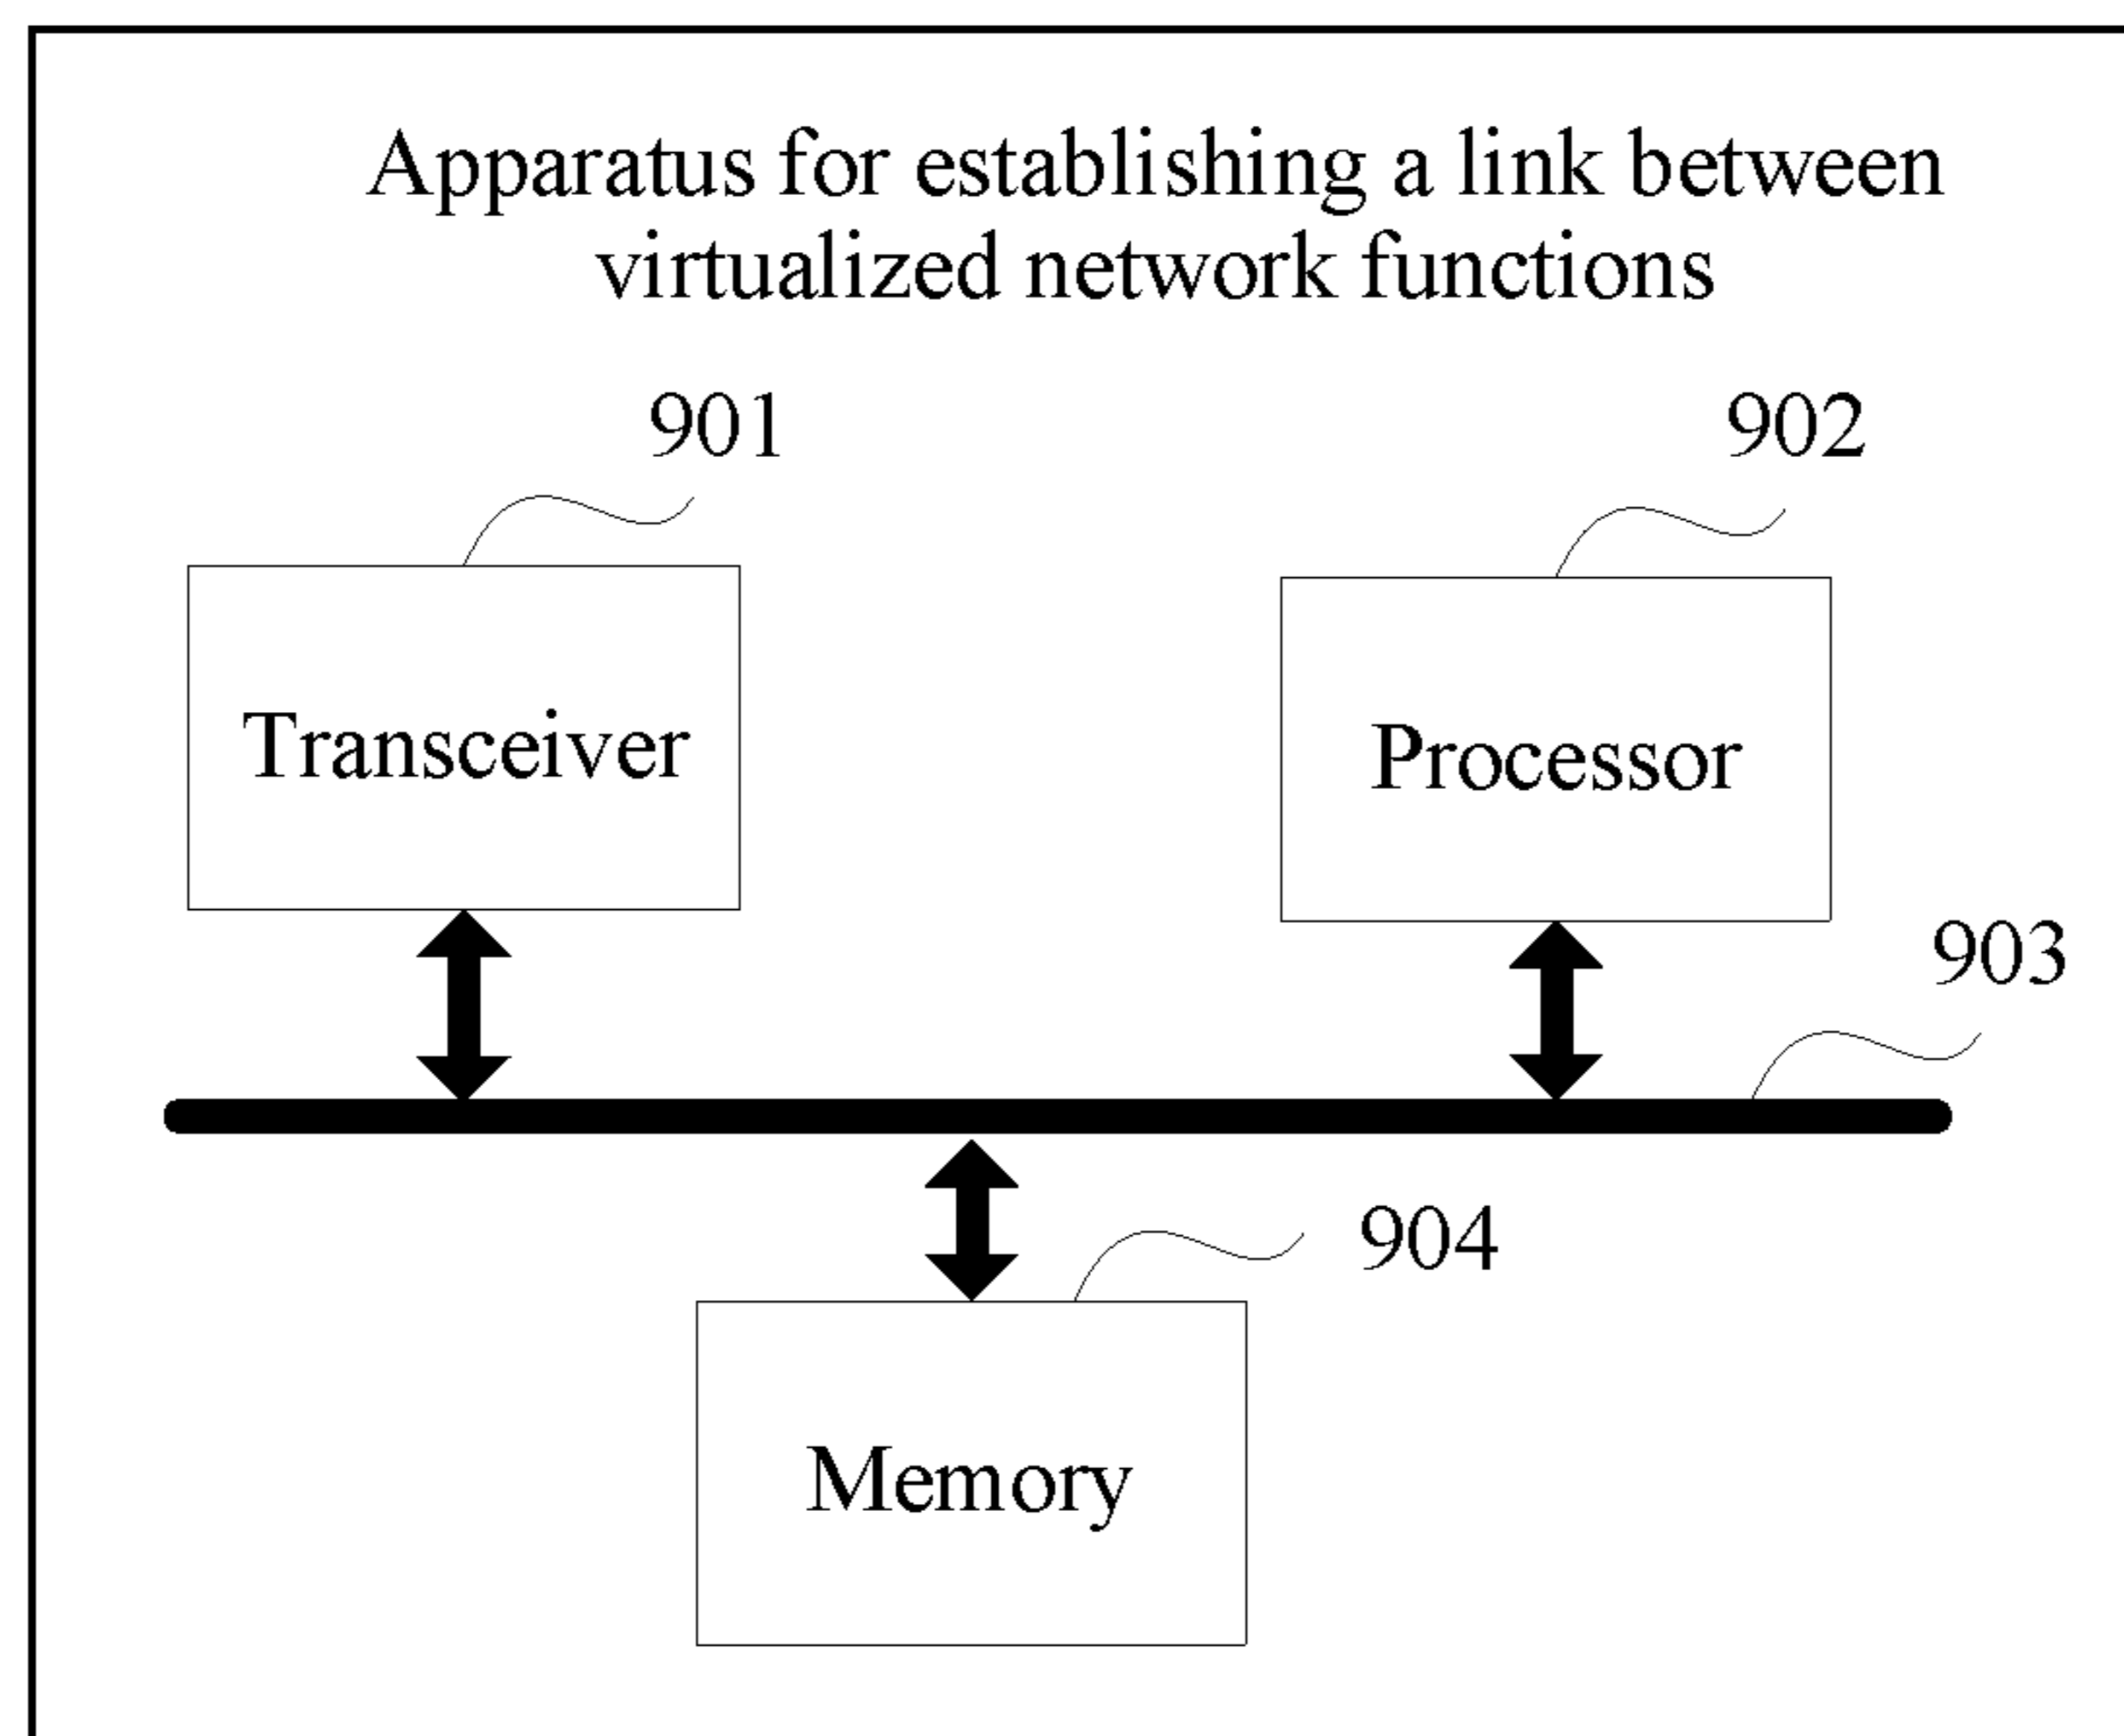 Apparatus for establishing a link between
virtualized network functions
901
902
Transceiver
Processor
903
904
Memory